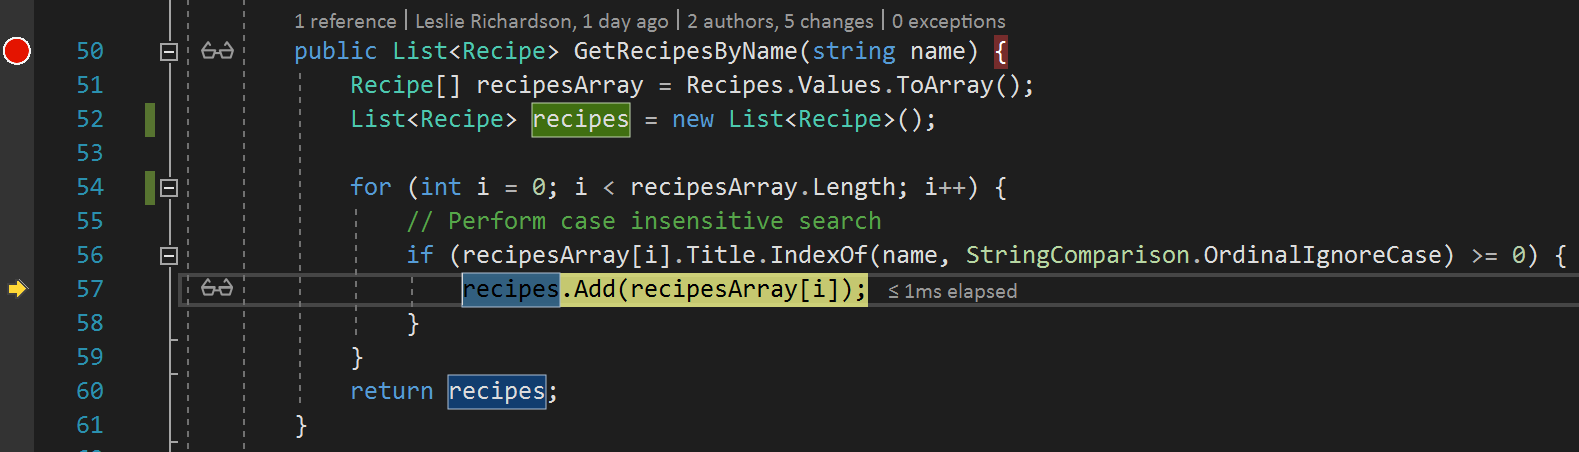 1 reference | Leslie Richardson, 1 day ago | 2 authors, 5 changes | 0 exceptions
50 public List<Recipe> GetRecipesByName(string name) {
51 Recipe[] recipesArray = Recipes.Values.ToArray();
52 List<Recipe> recipes = new List<Recipe>();
53
54 for (int i = 0; i < recipesArray.Length; i++) {
55 // Perform case insensitive search
56 if (recipesArray[i].Title.IndexOf(name, StringComparison.OrdinalIgnoreCase) >= 0) {
57 recipes.Add(recipesArray[i]); ≤ 1ms elapsed
58 }
59 }
60 return recipes;
61 }